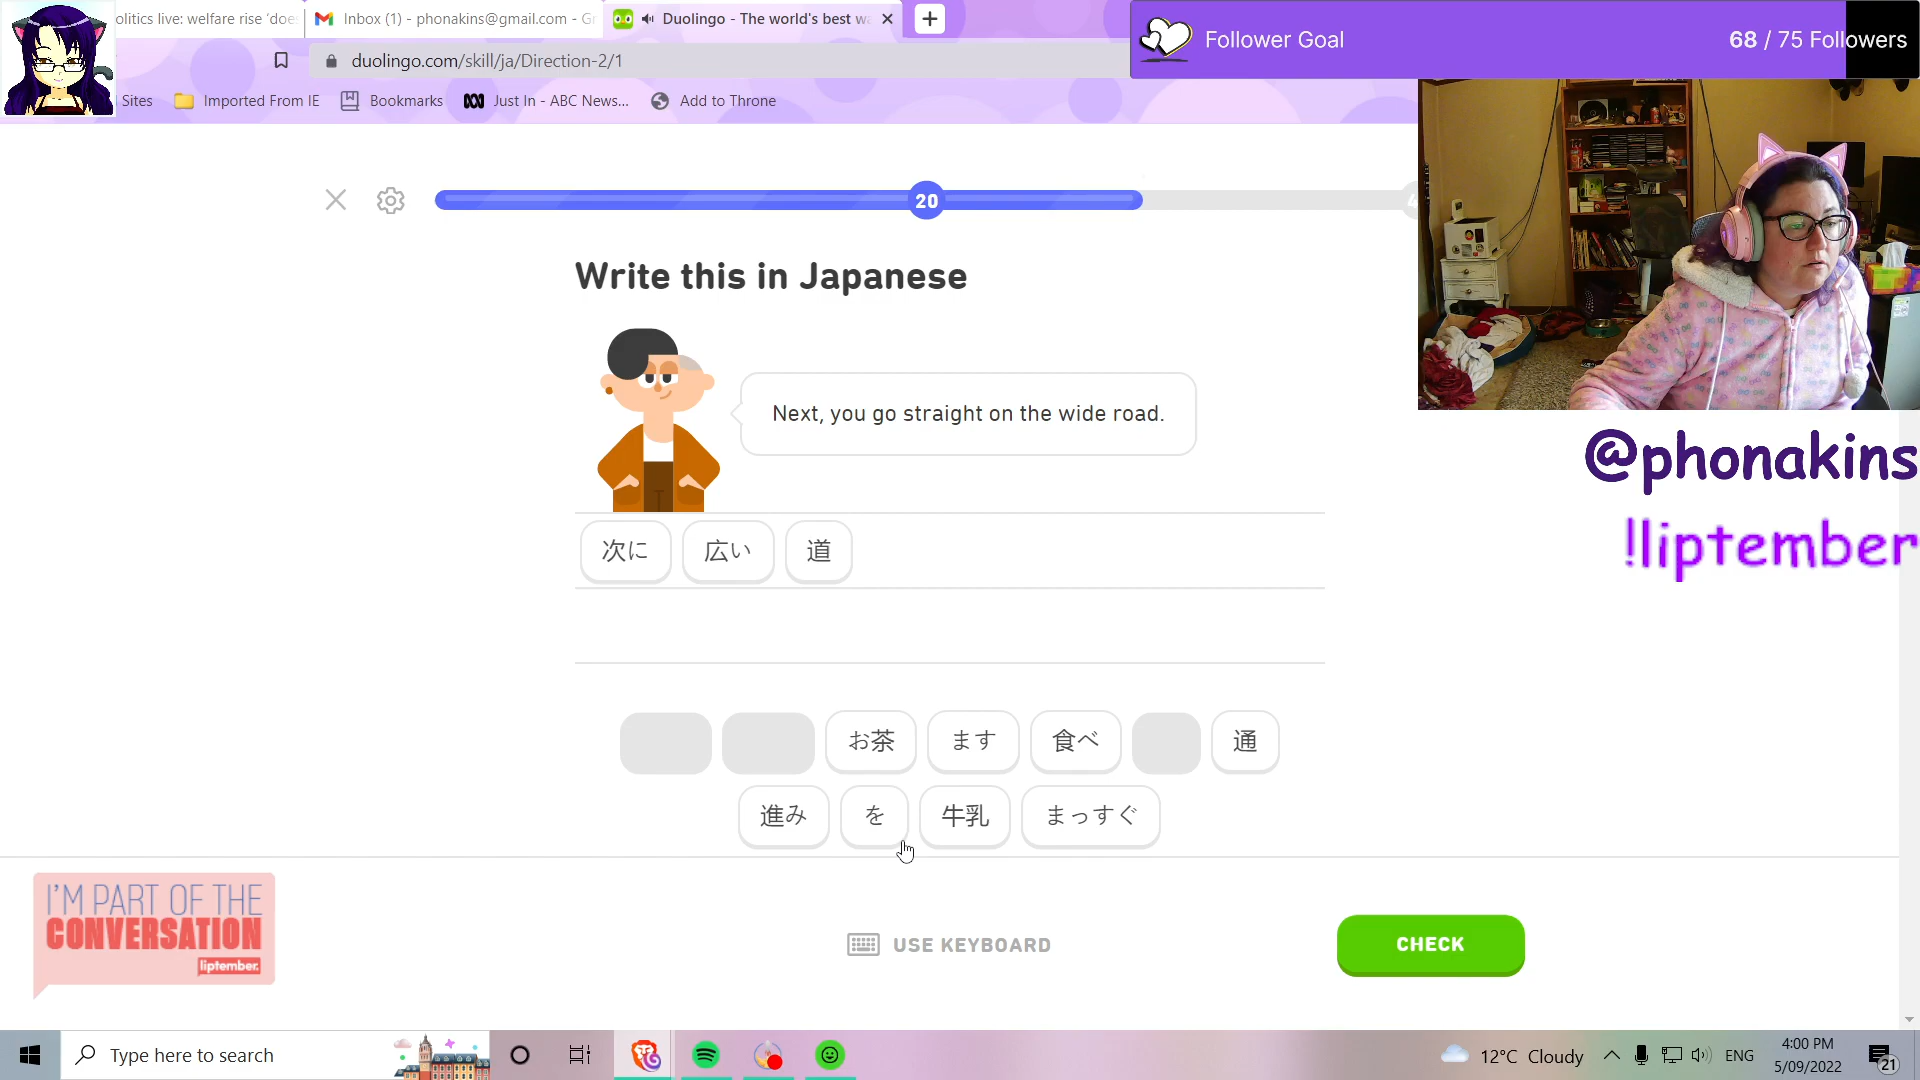 olitics live: welfare rise 'does
Inbox (1) - phonakins@gmail.com - Gr
Duolingo - The world's best wa
Follower Goal
68 / 75 Followers
duolingo.com/skill/ja/Direction-2/1
Sites
Imported From IE
Bookmarks
Just In - ABC News...
Add to Throne
20
Write this in Japanese
Next, you go straight on the wide road.
@phonakins
!liptember
次に 広い 道
お茶 ます 食べ 通
進み を 牛乳 まっすぐ
I'M PART OF THE
CONVERSATION
liptember.
USE KEYBOARD
CHECK
Type here to search
12°C Cloudy
ENG
4:00 PM
5/09/2022
21